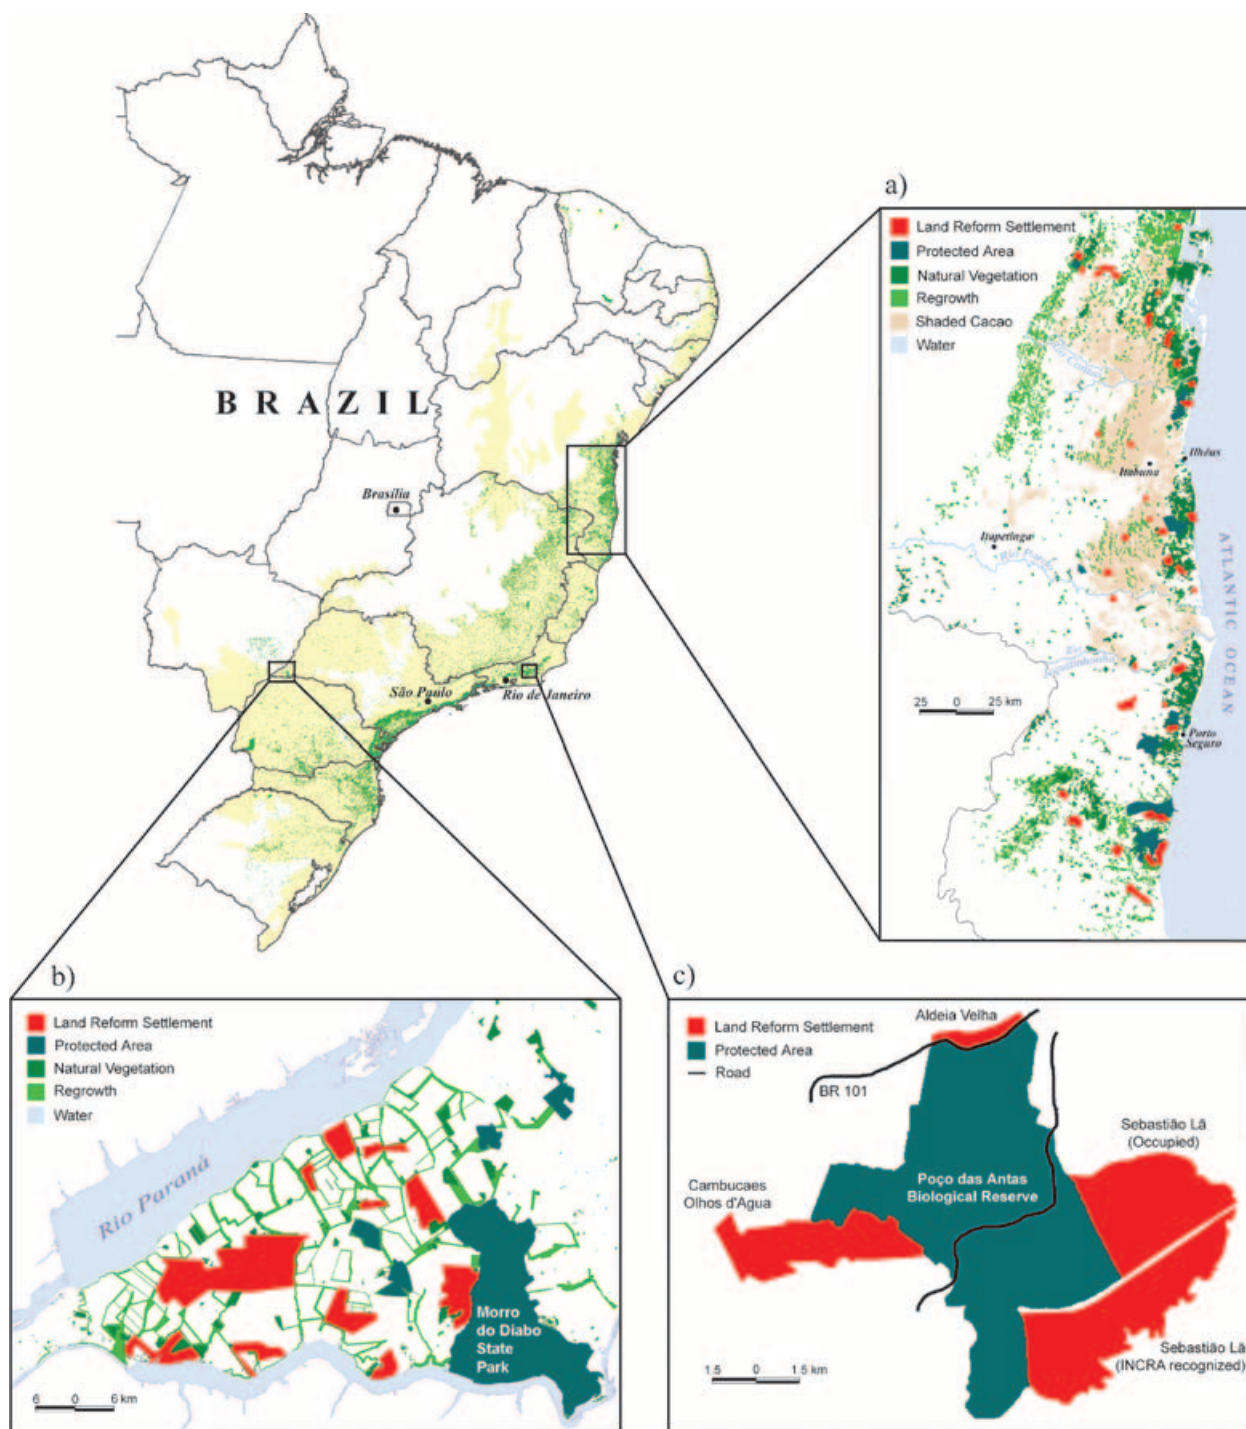 BRAZIL
Brasília
São Paulo
Rio de Janeiro
a)
Land Reform Settlement
Protected Area
Natural Vegetation
Regrowth
Shaded Cacao
Water
Ilhéus
Itabuna
Itapetinga
Rio Pardo
ATLANTIC OCEAN
25 0 25 km
Porto
Seguro
b)
Land Reform Settlement
Protected Area
Natural Vegetation
Regrowth
Water
Rio Paraná
Morro
do Diabo
State
Park
6 0 6 km
c)
Land Reform Settlement
Protected Area
Road
Aldeia Velha
BR 101
Sebastião Lã
(Occupied)
Poço das Antas
Biological Reserve
Cambucaes
Olhos d'Agua
Sebastião Lã
(INCRA recognized)
1.5 0 1.5 km